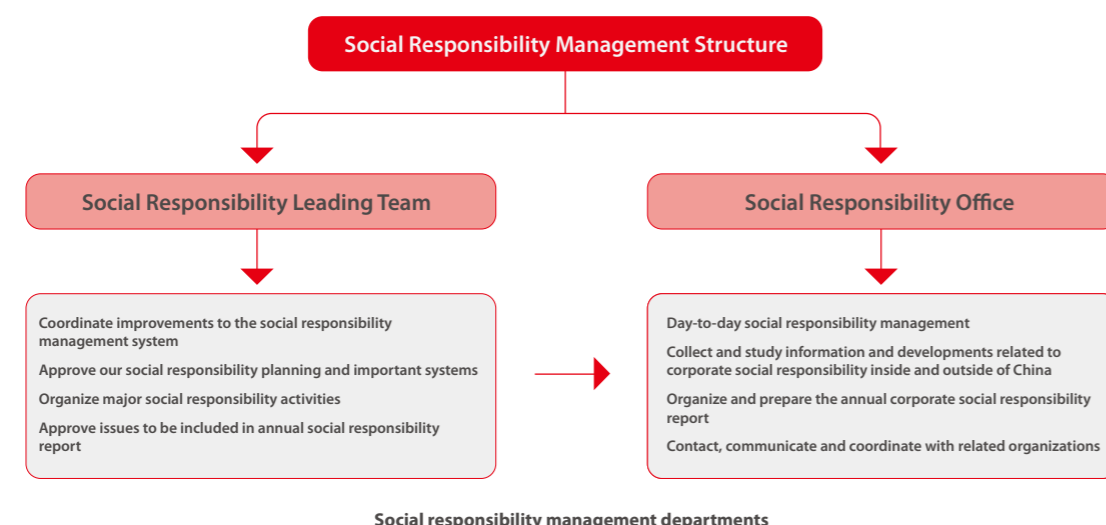 Social Responsibility Management Structure
Social Responsibility Leading Team
Social Responsibility Office
Coordinate improvements to the social responsibility
management system
Approve our social responsibility planning and important systems
Organize major social responsibility activities
Approve issues to be included in annual social responsibility
report
Day-to-day social responsibility management
Collect and study information and developments related to
corporate social responsibility inside and outside of China
Organize and prepare the annual corporate social responsibility
report
Contact, communicate and coordinate with related organizations
Social responsibility management departments